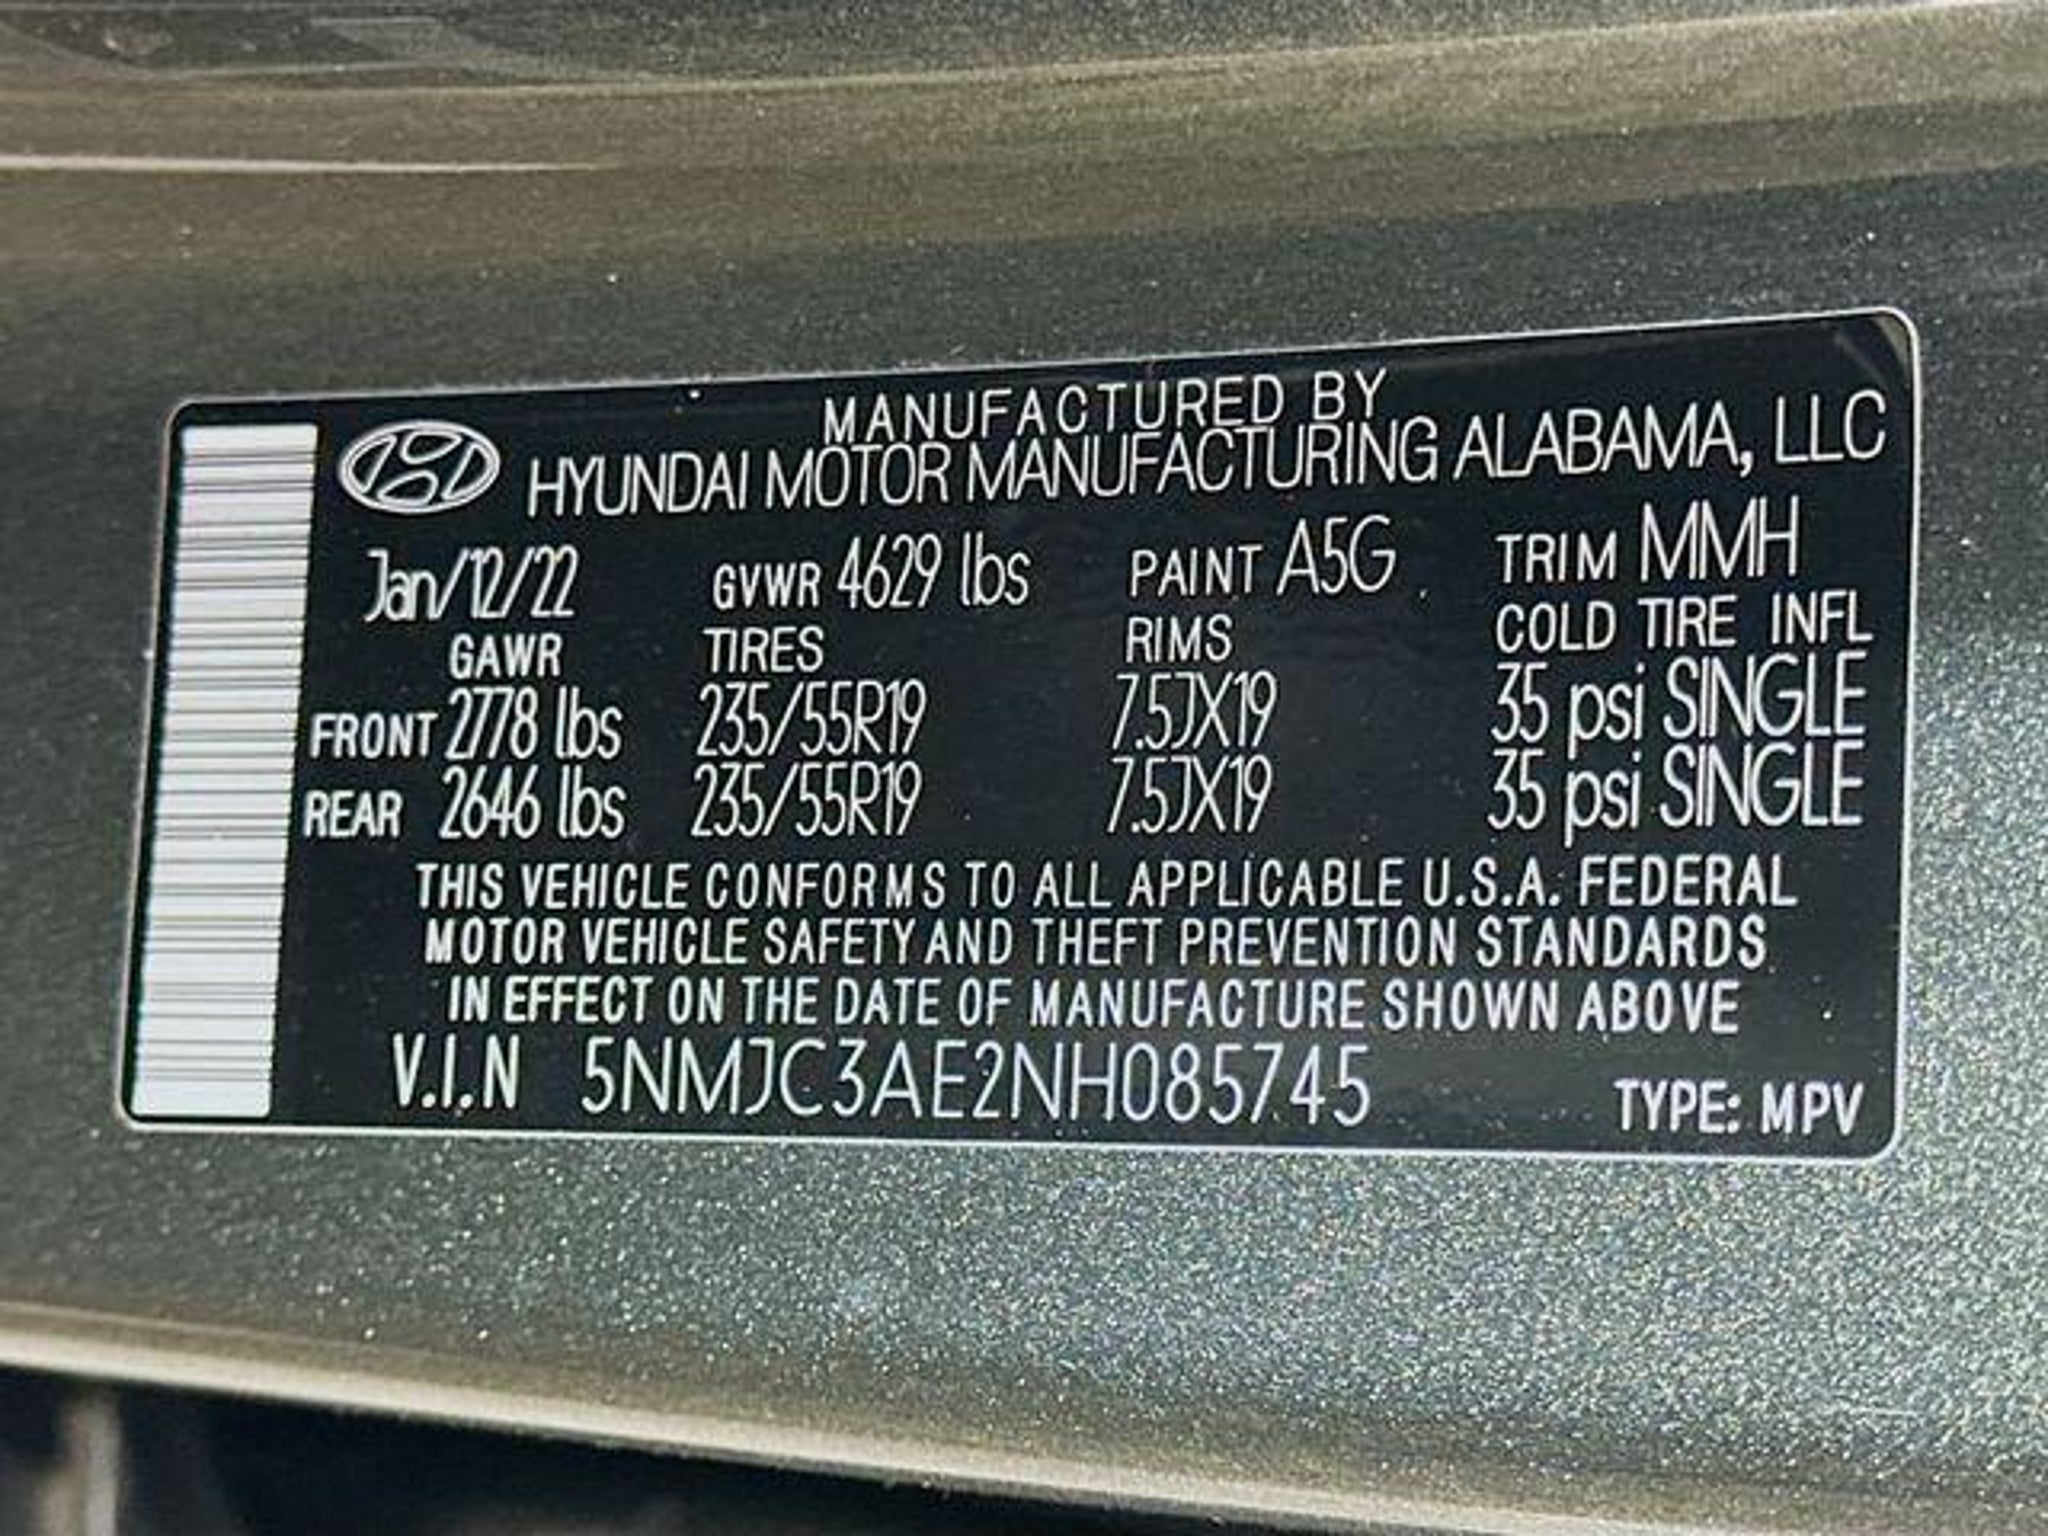 MANUFACTURED BY
HYUNDAI MOTOR MANUFACTURING ALABAMA, LLC
Jan/12/22 GVWR 4629 lbs PAINT A5G TRIM MMH
GAWR TIRES RIMS COLD TIRE INFL
FRONT 2778 lbs 235/55R19 7.5JX19 35 psi SINGLE
REAR 2646 lbs 235/55R19 7.5JX19 35 psi SINGLE
THIS VEHICLE CONFORMS TO ALL APPLICABLE U.S.A. FEDERAL
MOTOR VEHICLE SAFETY AND THEFT PREVENTION STANDARDS
IN EFFECT ON THE DATE OF MANUFACTURE SHOWN ABOVE
V.I.N 5NMJC3AE2NH085745 TYPE: MPV